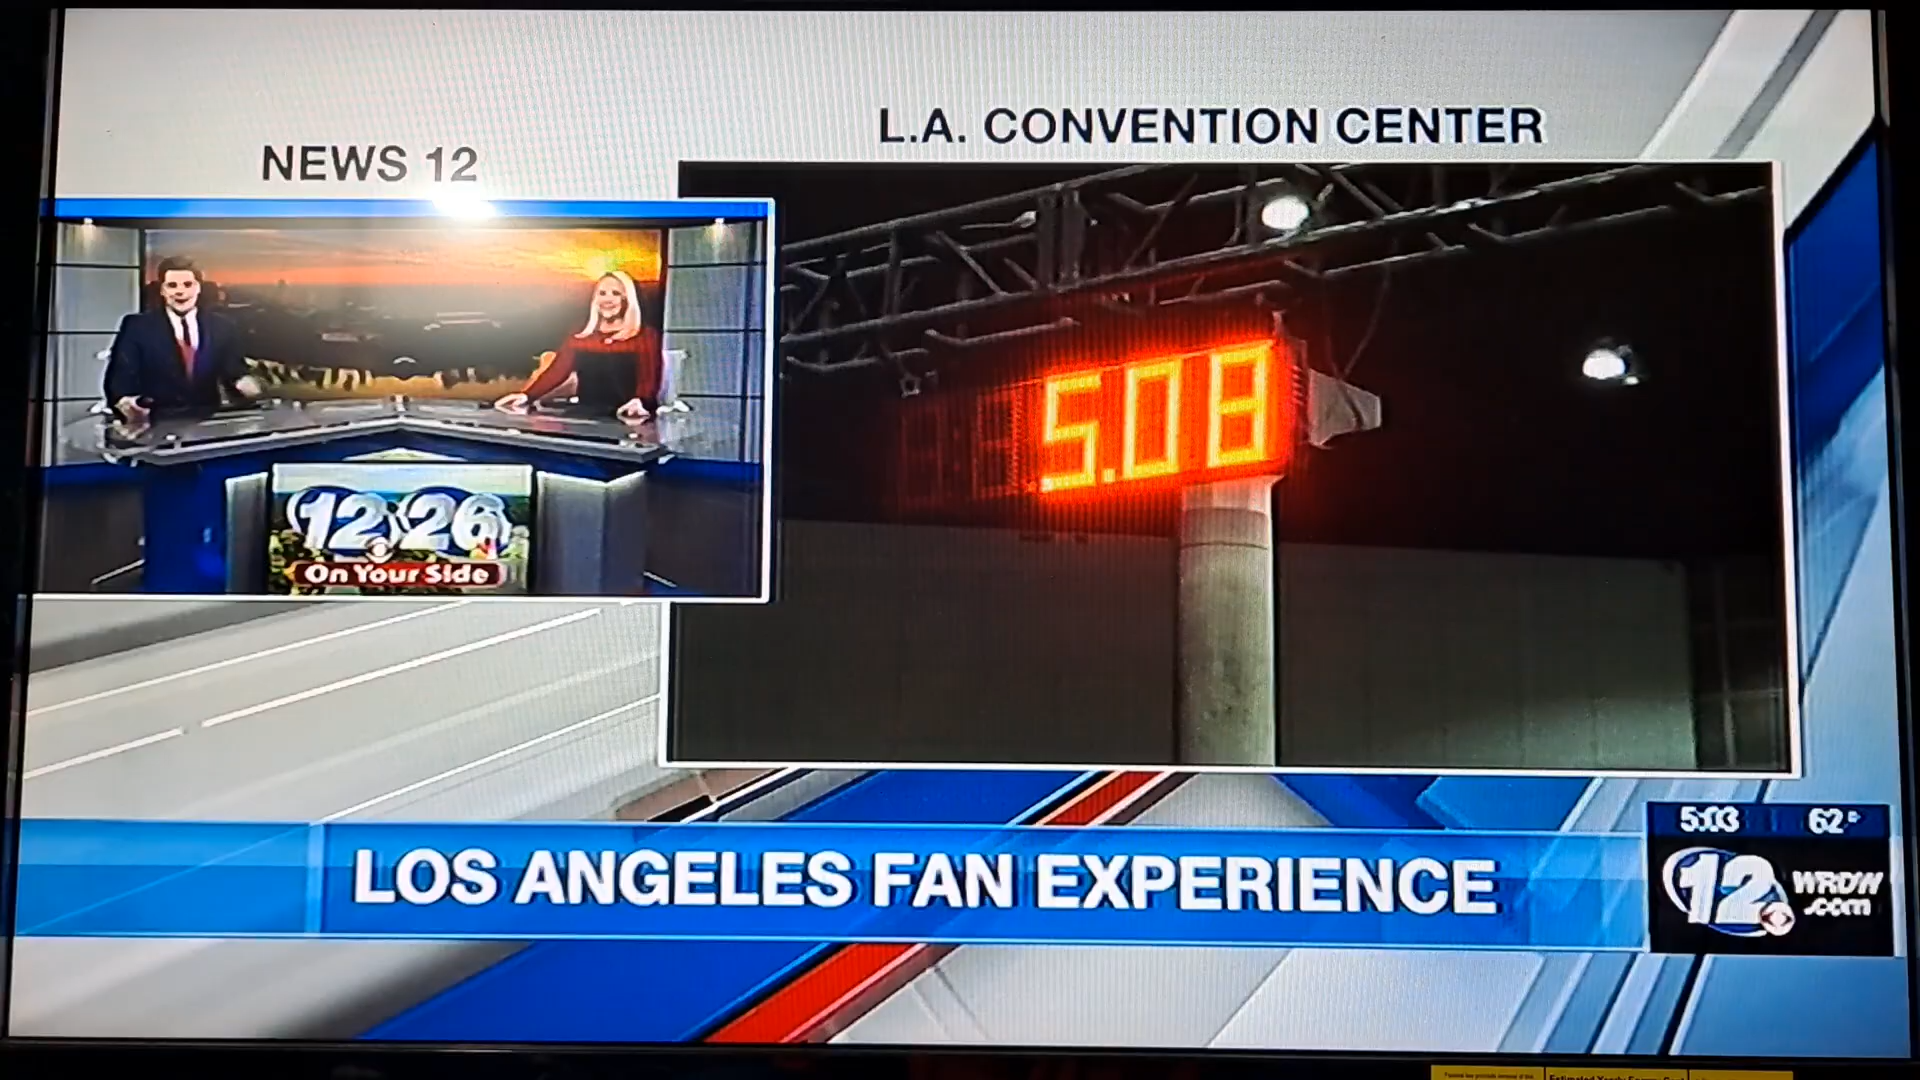 NEWS 12
L.A. CONVENTION CENTER
5.08
12 26
On Your Side
LOS ANGELES FAN EXPERIENCE
5:03 62°
12
WRDW
.com